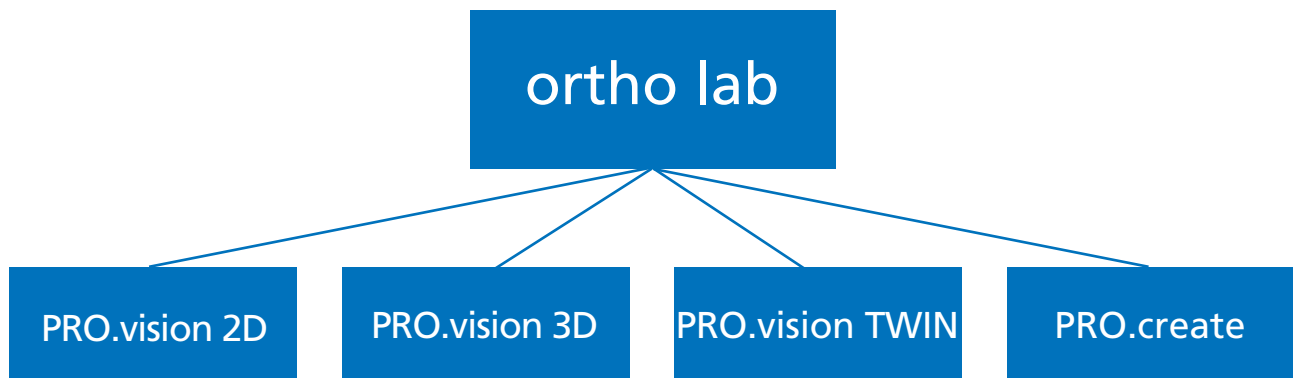 ortho lab
PRO.vision 2D
PRO.vision 3D
PRO.vision TWIN
PRO.create